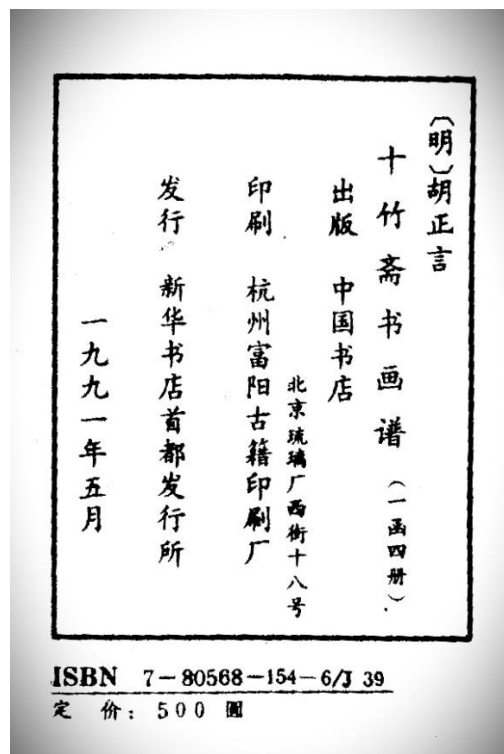 〔明〕胡正言
十竹斋书画谱(一函四册)
出版 中国书店
北京琉璃厂西街十八号
印刷 杭州富阳古籍印刷厂
发行 新华书店首都发行所
一九九一年五月
ISBN 7-80568-154-6/J 39
定 价: 500 圆